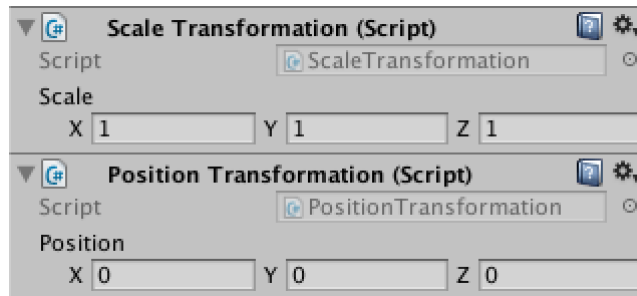 Scale Transformation (Script)
Script ScaleTransformation
Scale
X 1 Y 1 Z 1
Position Transformation (Script)
Script PositionTransformation
Position
X 0 Y 0 Z 0